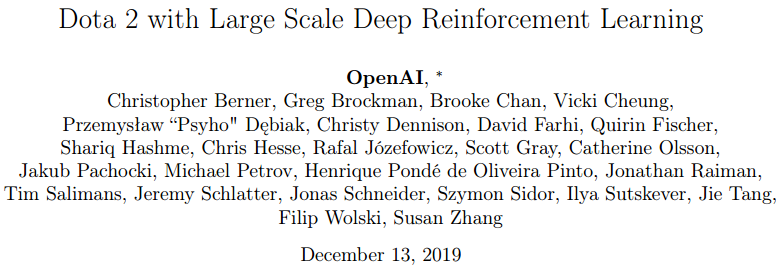 Dota 2 with Large Scale Deep Reinforcement Learning
OpenAI, *
Christopher Berner, Greg Brockman, Brooke Chan, Vicki Cheung,
Przemysław “Psyho" Dębiak, Christy Dennison, David Farhi, Quirin Fischer,
Shariq Hashme, Chris Hesse, Rafal Józefowicz, Scott Gray, Catherine Olsson,
Jakub Pachocki, Michael Petrov, Henrique Pondé de Oliveira Pinto, Jonathan Raiman,
Tim Salimans, Jeremy Schlatter, Jonas Schneider, Szymon Sidor, Ilya Sutskever, Jie Tang,
Filip Wolski, Susan Zhang
December 13, 2019